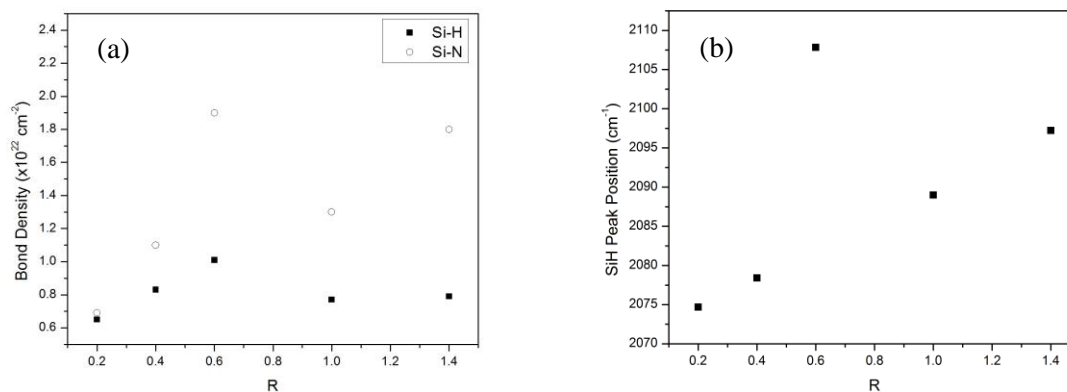 (a)
Si-H
Si-N
Bond Density (x10²² cm⁻²)
2.4
2.2
2.0
1.8
1.6
1.4
1.2
1.0
0.8
0.6
0.2 0.4 0.6 0.8 1.0 1.2 1.4
R
(b)
SiH Peak Position (cm⁻¹)
2110
2105
2100
2095
2090
2085
2080
2075
2070
0.2 0.4 0.6 0.8 1.0 1.2 1.4
R